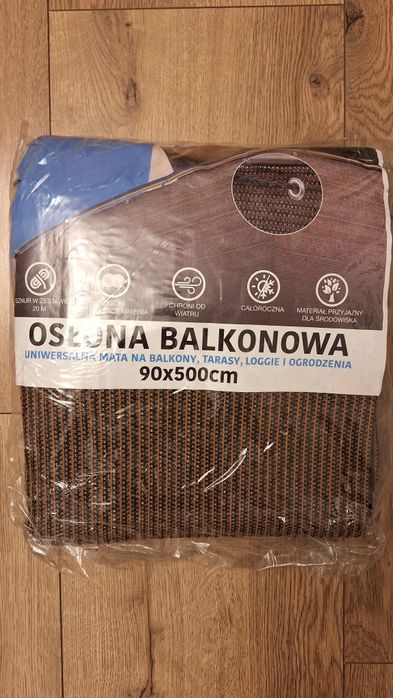 SZNUR W ZESTAWIE
20 M
CHRONI OD
WIATRU
CAŁOROCZNA
MATERIAŁ PRZYJAZNY
DLA ŚRODOWISKA
OSŁONA BALKONOWA
UNIWERSALNA MATA NA BALKONY, TARASY, LOGGIE I OGRODZENIA
90x500cm